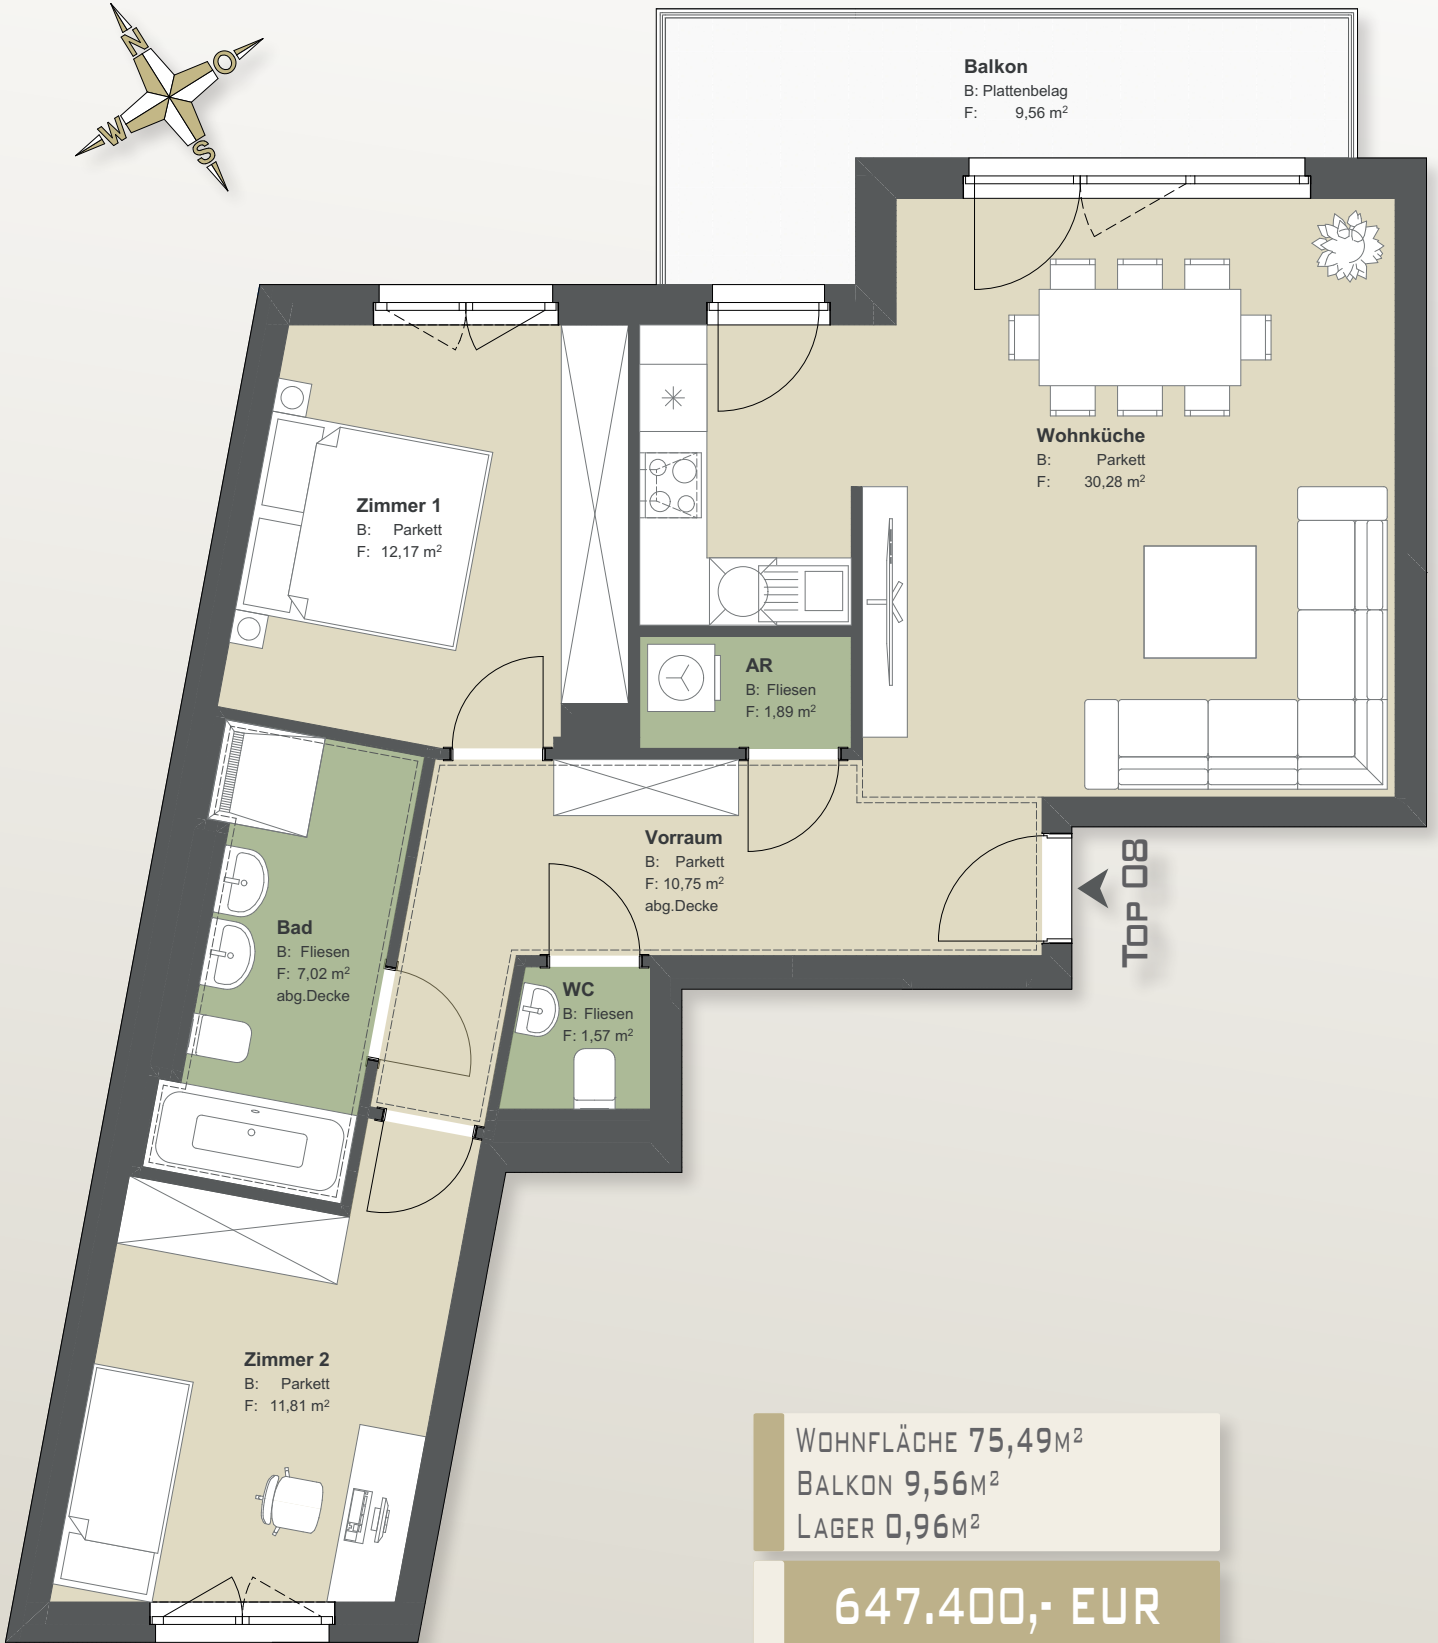 N
O
W
S
Balkon
B: Plattenbelag
F: 9,56 m²
Wohnküche
B: Parkett
F: 30,28 m²
Zimmer 1
B: Parkett
F: 12,17 m²
AR
B: Fliesen
F: 1,89 m²
Vorraum
B: Parkett
F: 10,75 m²
abg.Decke
TOP 08
Bad
B: Fliesen
F: 7,02 m²
abg.Decke
WC
B: Fliesen
F: 1,57 m²
Zimmer 2
B: Parkett
F: 11,81 m²
WOHNFLÄCHE 75,49M²
BALKON 9,56M²
LAGER 0,96M²
647.400,- EUR